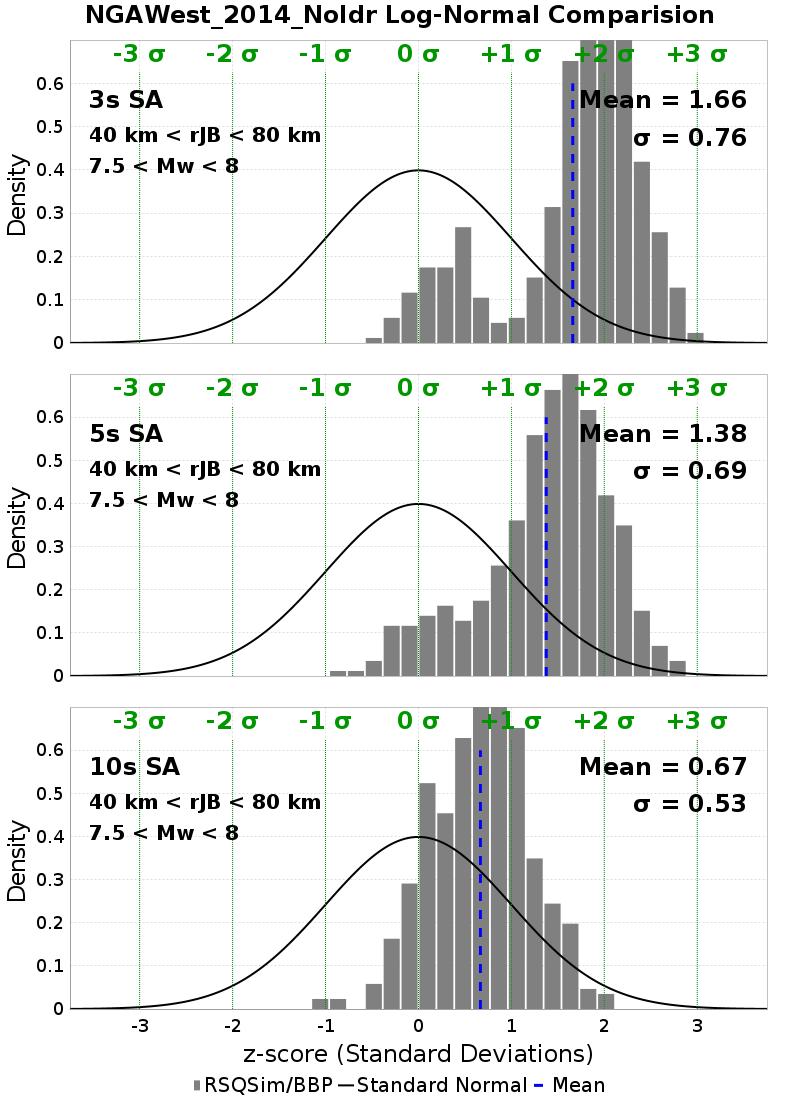 NGAWest_2014_NoIdr Log-Normal Comparision
-3 σ -2 σ -1 σ 0 σ +1 σ +2 σ +3 σ
3s SA
Mean = 1.66
40 km < rJB < 80 km
σ = 0.76
7.5 < Mw < 8
Density
0.6
0.5
0.4
0.3
0.2
0.1
0
-3 σ -2 σ -1 σ 0 σ +1 σ +2 σ +3 σ
5s SA
Mean = 1.38
40 km < rJB < 80 km
σ = 0.69
7.5 < Mw < 8
Density
0.6
0.5
0.4
0.3
0.2
0.1
0
-3 σ -2 σ -1 σ 0 σ +1 σ +2 σ +3 σ
10s SA
Mean = 0.67
40 km < rJB < 80 km
σ = 0.53
7.5 < Mw < 8
Density
0.6
0.5
0.4
0.3
0.2
0.1
0
-3 -2 -1 0 1 2 3
z-score (Standard Deviations)
RSQSim/BBP Standard Normal Mean